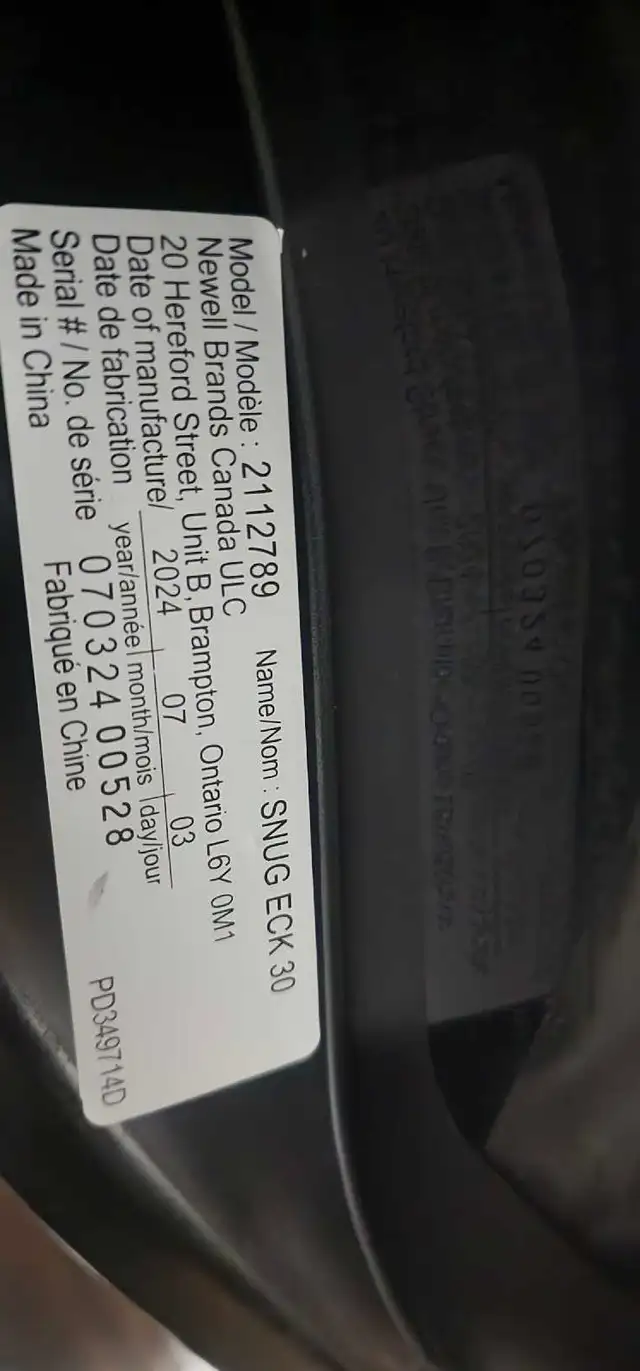 Model / Modèle : 2112789 Name/Nom : SNUG ECK 30
Newell Brands Canada ULC
20 Hereford Street, Unit B, Brampton, Ontario L6Y 0M1
Date of manufacture/ 2024 07 03
Date de fabrication year/année month/mois day/jour
Serial # / No. de série 070324 00528
Made in China Fabriqué en Chine
PD349714D